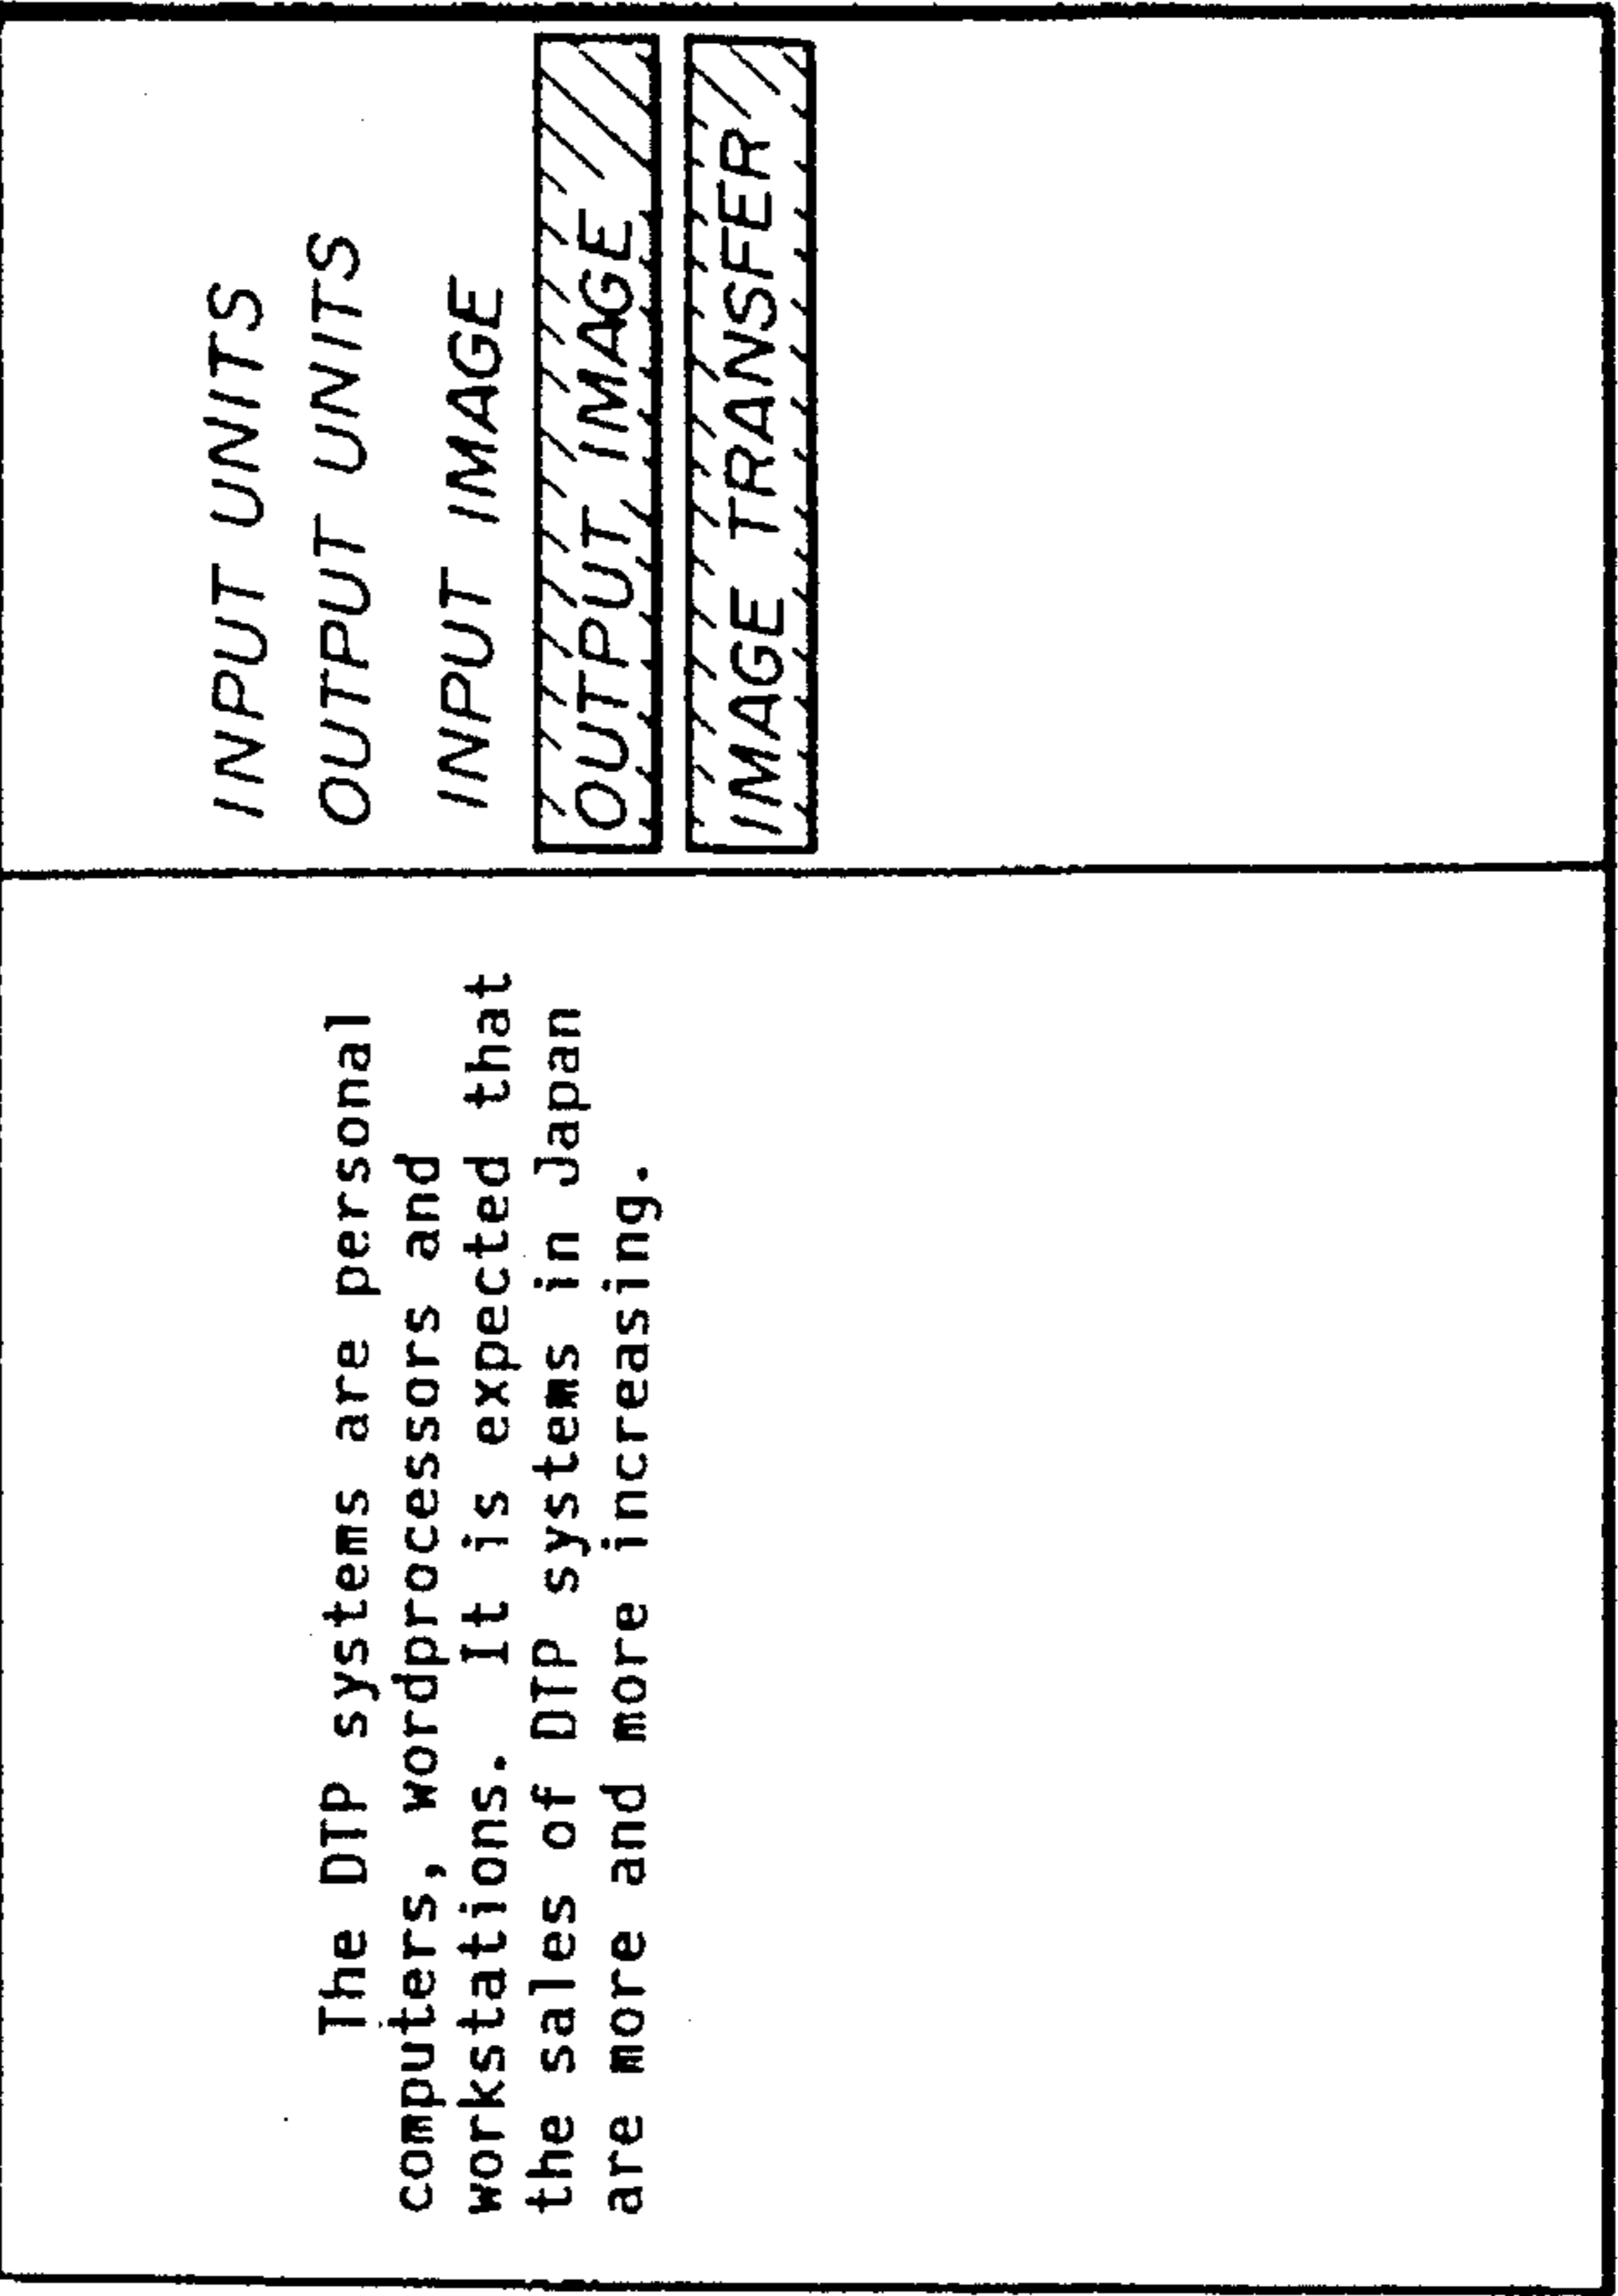 The DTP systems are personal
computers, wordprocessors and
workstations. It is expected that
the sales of DTP systems in Japan
are more and more increasing.
INPUT UNITS
OUTPUT UNITS
INPUT IMAGE
OUTPUT IMAGE
IMAGE TRANSFER